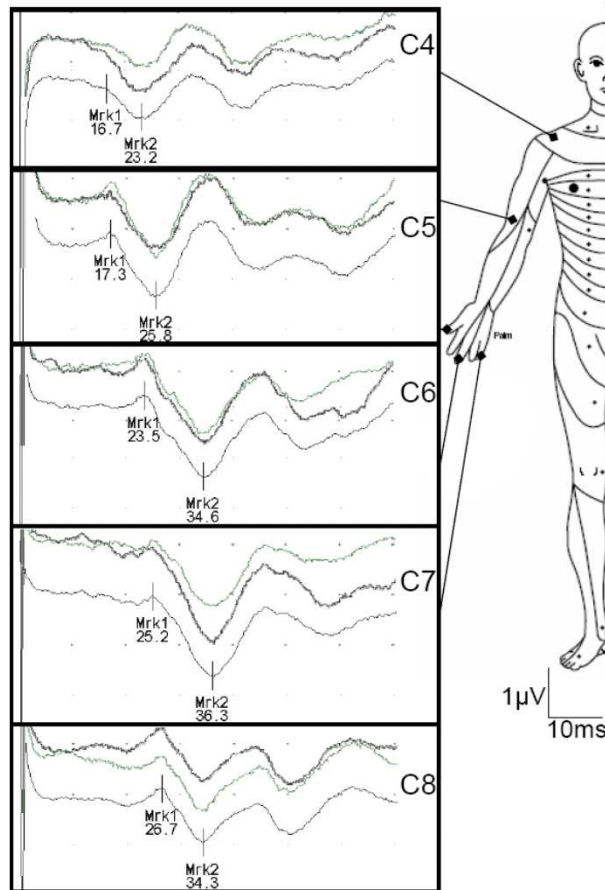 C4
Mrk1
16.7
Mrk2
23.2
C5
Mrk1
17.3
Mrk2
25.8
Palm
C6
Mrk1
23.5
Mrk2
34.6
C7
Mrk1
25.2
Mrk2
36.3
1µV
10ms
C8
Mrk1
26.7
Mrk2
34.3